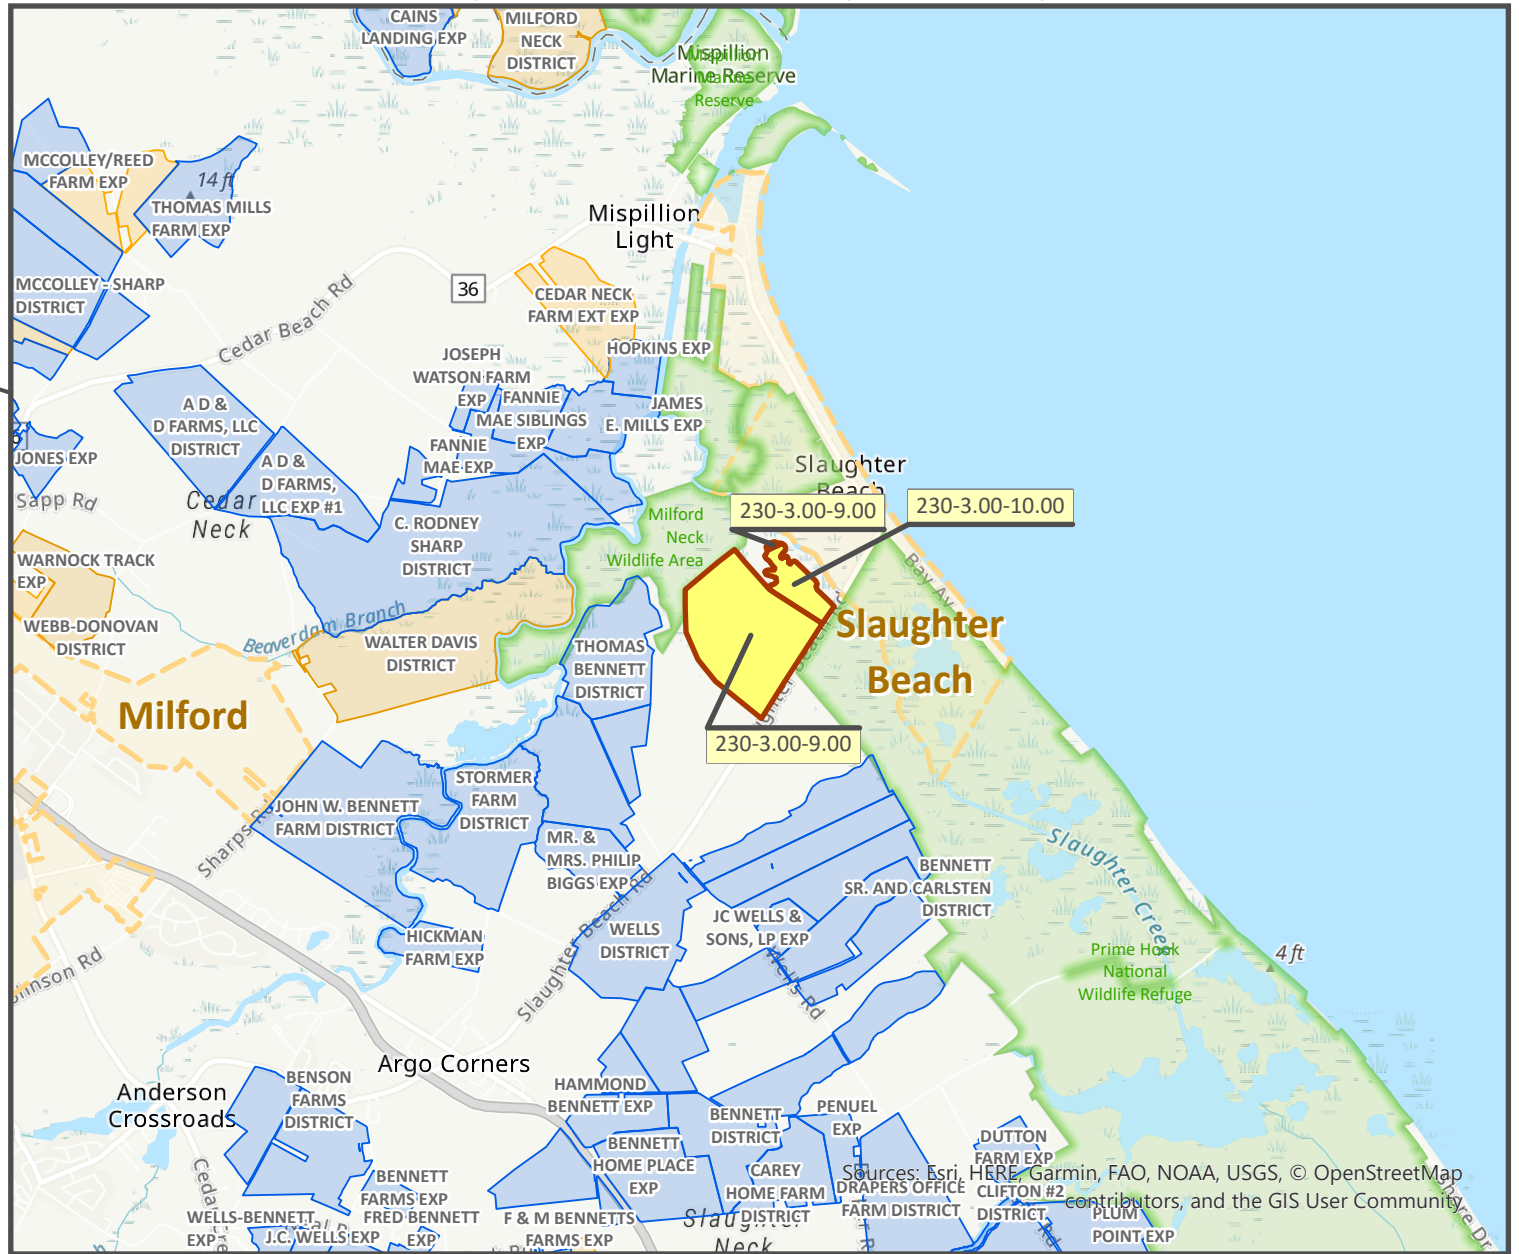 CAINS
LANDING EXP
MILFORD
NECK
DISTRICT
Mispillion
Marine Reserve
Mispillion
Marine
Reserve
MCCOLLEY/REED
FARM EXP
14 ft
THOMAS MILLS
FARM EXP
Mispillion
Light
MCCOLLEY - SHARP
DISTRICT
36
Cedar Beach Rd
CEDAR NECK
FARM EXT EXP
HOPKINS EXP
JOSEPH
WATSON FARM
EXP
FANNIE
MAE SIBLINGS
EXP
JAMES
E. MILLS EXP
A D &
D FARMS, LLC
DISTRICT
FANNIE
MAE EXP
A D &
D FARMS,
LLC EXP #1
JONES EXP
Sapp Rd
Cedar
Neck
Slaughter
Beach
230-3.00-9.00
230-3.00-10.00
Milford
Neck
Wildlife Area
C. RODNEY
SHARP
DISTRICT
WARNOCK TRACK
EXP
Bay Av
Beaverdam Branch
WEBB-DONOVAN
DISTRICT
WALTER DAVIS
DISTRICT
THOMAS
BENNETT
DISTRICT
Slaughter
Beach
Milford
230-3.00-9.00
STORMER
FARM
DISTRICT
JOHN W. BENNETT
FARM DISTRICT
Sharps Rd
MR. &
MRS. PHILIP
BIGGS EXP
Slaughter Beach Rd
BENNETT
SR. AND CARLSTEN
DISTRICT
Slaughter Creek
WELLS
DISTRICT
JC WELLS &
SONS, LP EXP
Wells Rd
HICKMAN
FARM EXP
Prime Hook
National
Wildlife Refuge
4 ft
Argo Corners
Anderson
Crossroads
BENSON
FARMS
DISTRICT
HAMMOND
BENNETT EXP
BENNETT
DISTRICT
PENUEL
EXP
BENNETT
HOME PLACE
EXP
CAREY
HOME FARM
DISTRICT
DUTTON
FARM EXP
DRAPERS OFFICE
FARM DISTRICT
CLIFTON #2
DISTRICT
PLUM
POINT EXP
BENNETT
FARMS EXP
WELLS-BENNETT
EXP
J.C. WELLS EXP
FRED BENNETT
EXP
F & M BENNETTS
FARMS EXP
Slaughter
Neck
Sources: Esri, HERE, Garmin, FAO, NOAA, USGS, © OpenStreetMap
contributors, and the GIS User Community